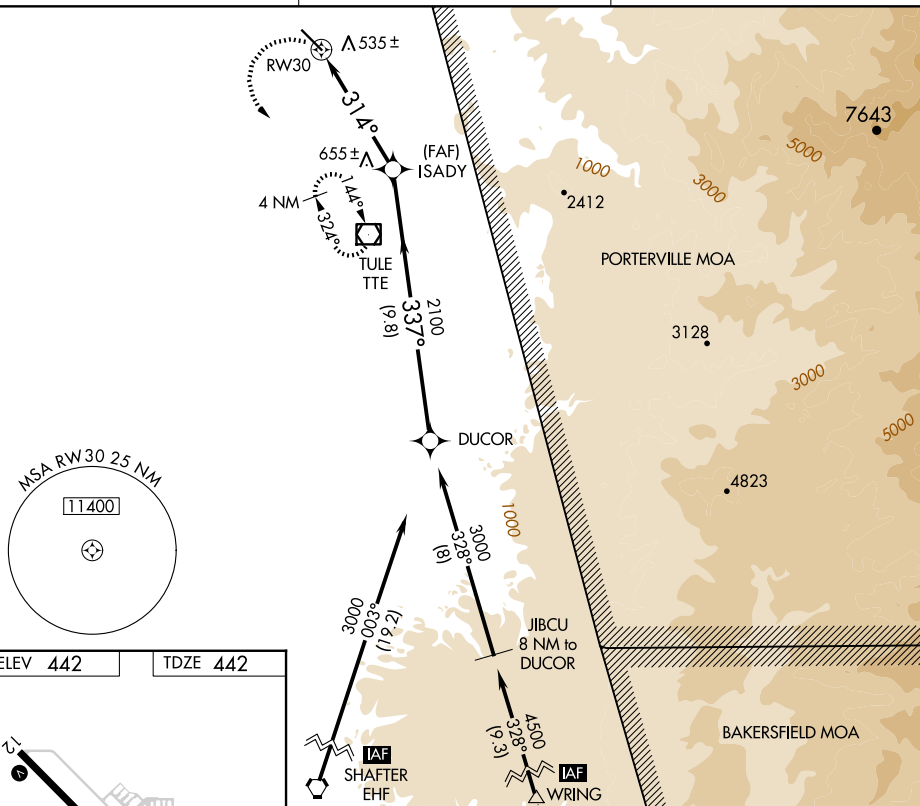 535±
RW30
314°
7643
5000
655±
(FAF)
ISADY
1000
3000
4 NM
144°
324°
2412
TULE
TTE
PORTERVILLE MOA
2100
337°
(9.8)
3128
3000
5000
DUCOR
MSA RW30 25 NM
11400
4823
1000
3000
328°
(8)
3000
003°
(19.2)
JIBCU
8 NM to
DUCOR
ELEV 442
TDZE 442
4500
328°
(9.3)
BAKERSFIELD MOA
12
V
IAF
SHAFTER
EHF
IAF
WRING